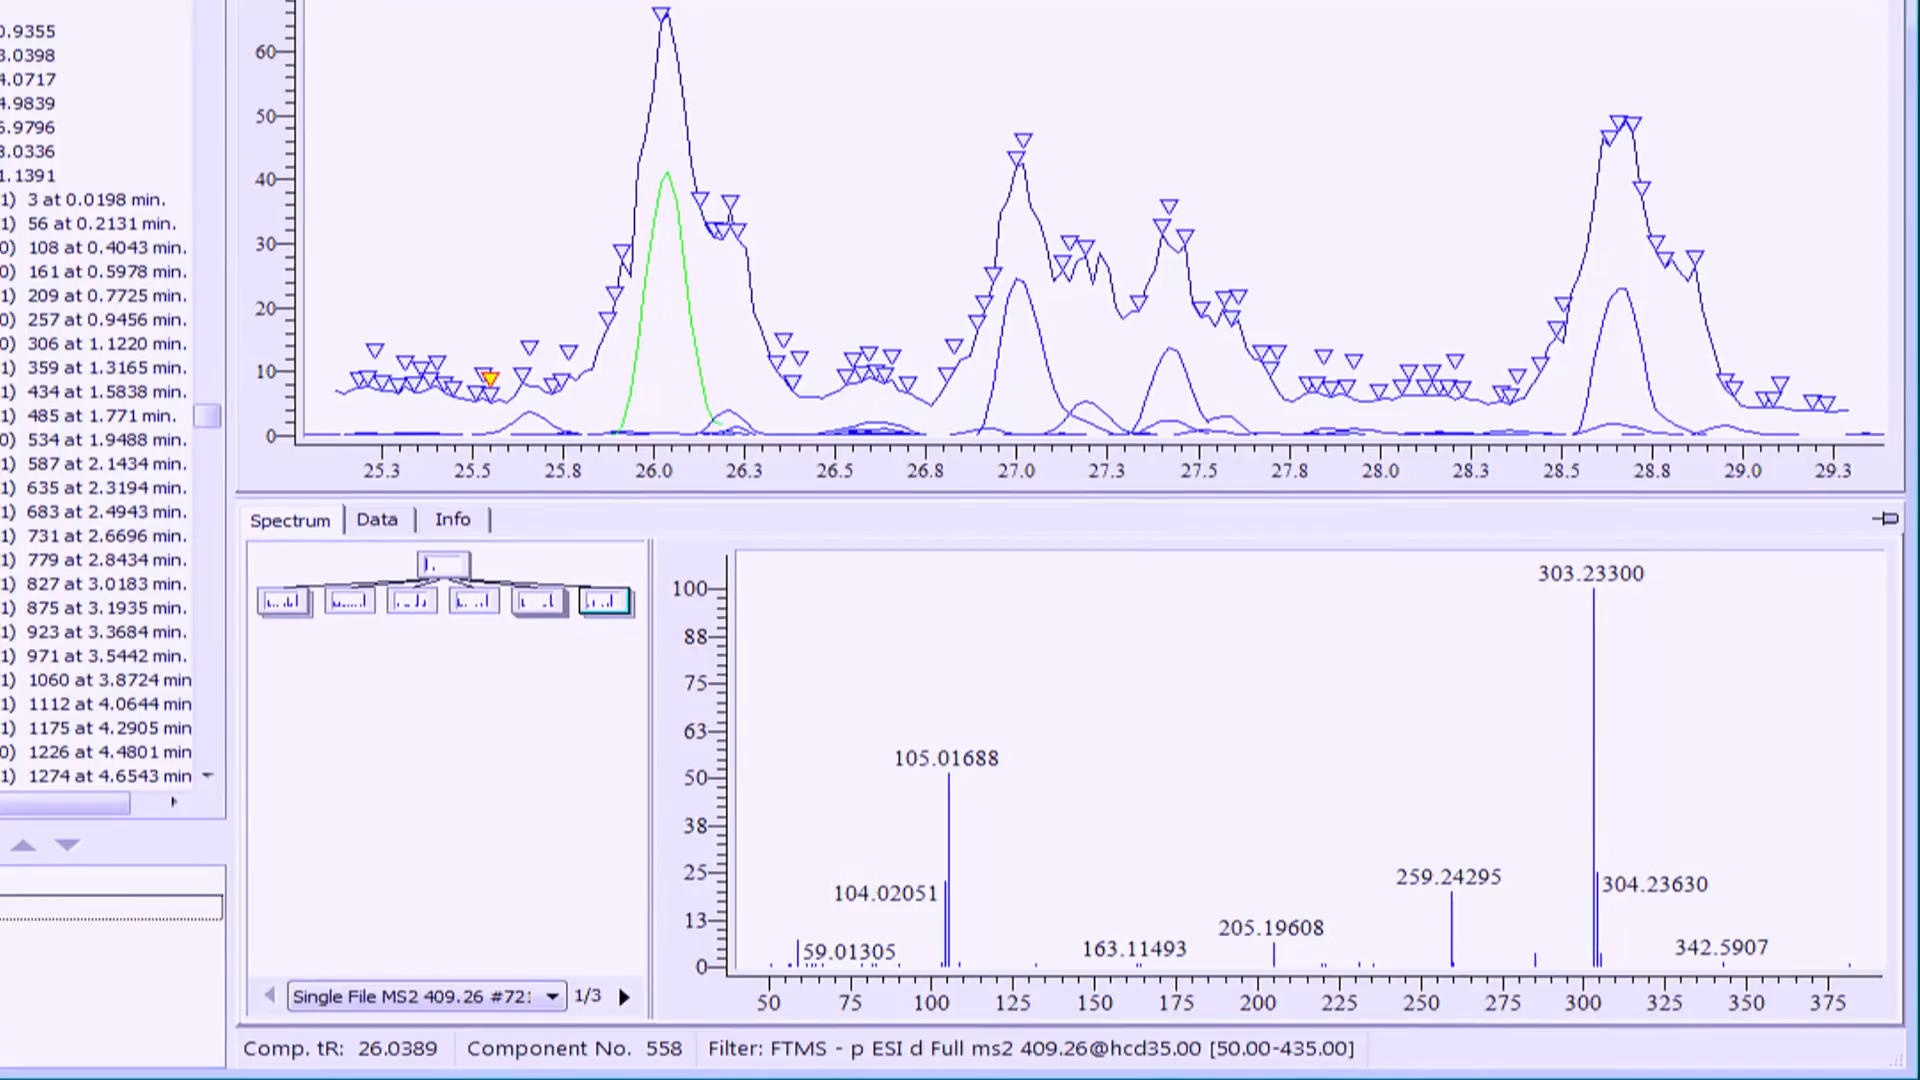 0.9355
3.0398
4.0717
4.9839
5.9796
3.0336
1.1391
1) 3 at 0.0198 min.
1) 56 at 0.2131 min.
0) 108 at 0.4043 min.
0) 161 at 0.5978 min.
1) 209 at 0.7725 min.
0) 257 at 0.9456 min.
0) 306 at 1.1220 min.
1) 359 at 1.3165 min.
1) 434 at 1.5838 min.
1) 485 at 1.771 min.
0) 534 at 1.9488 min.
1) 587 at 2.1434 min.
1) 635 at 2.3194 min.
1) 683 at 2.4943 min.
1) 731 at 2.6696 min.
1) 779 at 2.8434 min.
1) 827 at 3.0183 min.
1) 875 at 3.1935 min.
1) 923 at 3.3684 min.
1) 971 at 3.5442 min.
1) 1060 at 3.8724 min
1) 1112 at 4.0644 min
1) 1175 at 4.2905 min
0) 1226 at 4.4801 min
1) 1274 at 4.6543 min
60
50
40
30
20
10
0
25.3 25.5 25.8 26.0 26.3 26.5 26.8 27.0 27.3 27.5 27.8 28.0 28.3 28.5 28.8 29.0 29.3
Spectrum Data Info
100
88
75
63
50
38
25
13
0
303.23300
105.01688
104.02051
259.24295
304.23630
205.19608
59.01305
163.11493
342.5907
50 75 100 125 150 175 200 225 250 275 300 325 350 375
Single File MS2 409.26 #721 1/3
Comp. tR: 26.0389 Component No. 558 Filter: FTMS - p ESI d Full ms2 409.26@hcd35.00 [50.00-435.00]